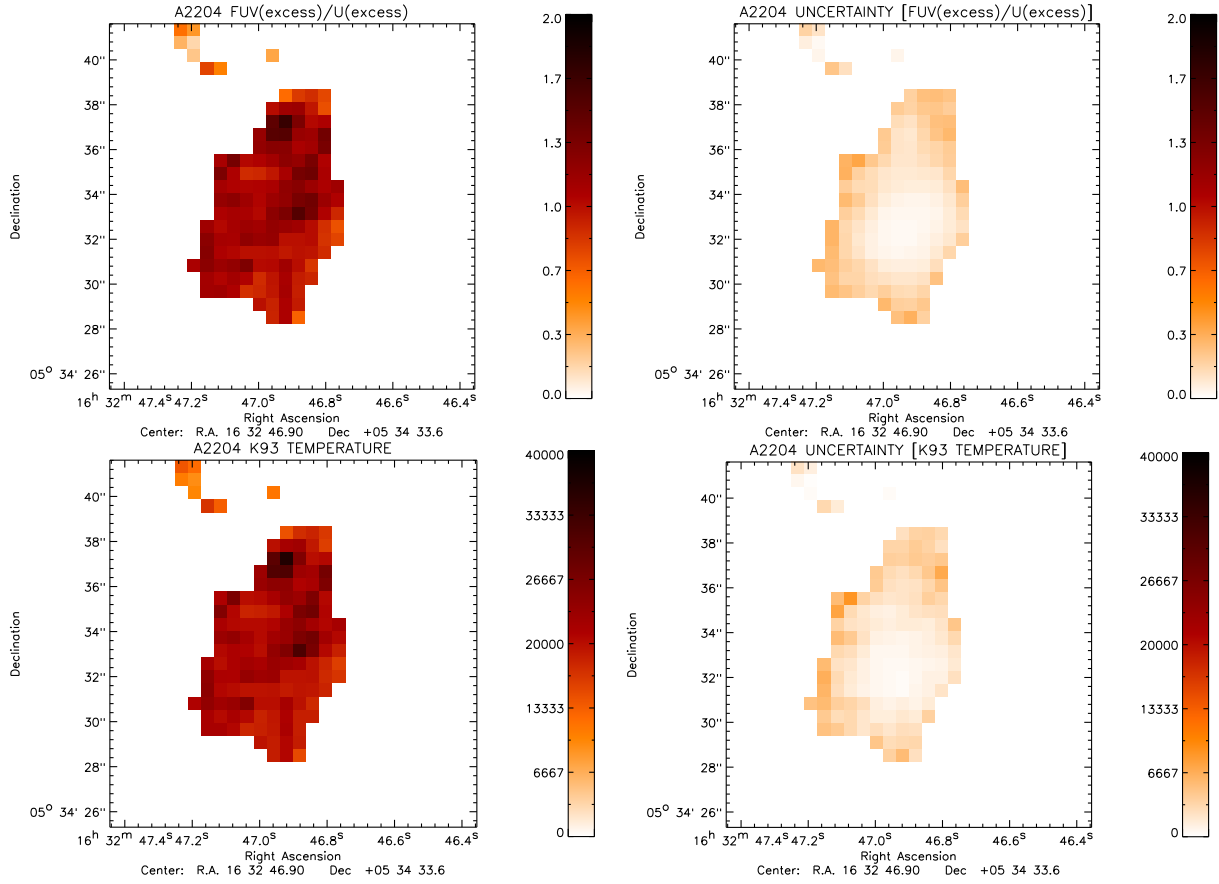 A2204 FUV(excess)/U(excess)
40''
38''
36''
34''
32''
30''
28''
05° 34' 26''
Declination
16ʰ 32ᵐ 47.4ˢ 47.2ˢ 47.0ˢ 46.8ˢ 46.6ˢ 46.4ˢ
Right Ascension
Center: R.A. 16 32 46.90 Dec +05 34 33.6
2.0
1.7
1.3
1.0
0.7
0.3
0.0
A2204 UNCERTAINTY [FUV(excess)/U(excess)]
40''
38''
36''
34''
32''
30''
28''
05° 34' 26''
Declination
16ʰ 32ᵐ 47.4ˢ 47.2ˢ 47.0ˢ 46.8ˢ 46.6ˢ 46.4ˢ
Right Ascension
Center: R.A. 16 32 46.90 Dec +05 34 33.6
2.0
1.7
1.3
1.0
0.7
0.3
0.0
A2204 K93 TEMPERATURE
40''
38''
36''
34''
32''
30''
28''
05° 34' 26''
Declination
16ʰ 32ᵐ 47.4ˢ 47.2ˢ 47.0ˢ 46.8ˢ 46.6ˢ 46.4ˢ
Right Ascension
Center: R.A. 16 32 46.90 Dec +05 34 33.6
40000
33333
26667
20000
13333
6667
0
A2204 UNCERTAINTY [K93 TEMPERATURE]
40''
38''
36''
34''
32''
30''
28''
05° 34' 26''
Declination
16ʰ 32ᵐ 47.4ˢ 47.2ˢ 47.0ˢ 46.8ˢ 46.6ˢ 46.4ˢ
Right Ascension
Center: R.A. 16 32 46.90 Dec +05 34 33.6
40000
33333
26667
20000
13333
6667
0